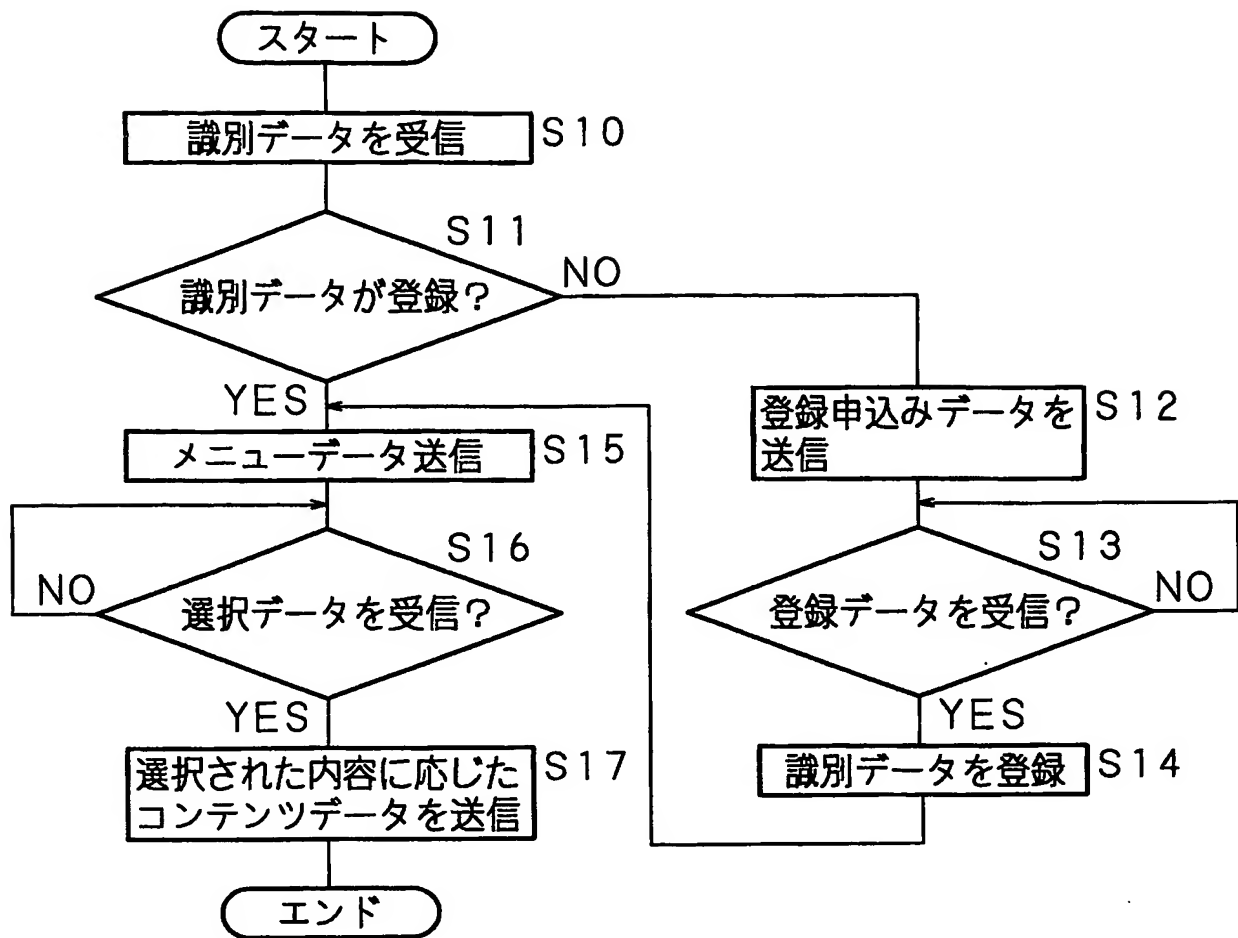 スタート
識別データを受信
S10
S11
識別データが登録?
NO
YES
登録申込みデータを
送信
S12
メニューデータ送信
S15
S16
選択データを受信?
NO
S13
登録データを受信?
NO
YES
YES
識別データを登録
S14
選択された内容に応じた
コンテンツデータを送信
S17
エンド